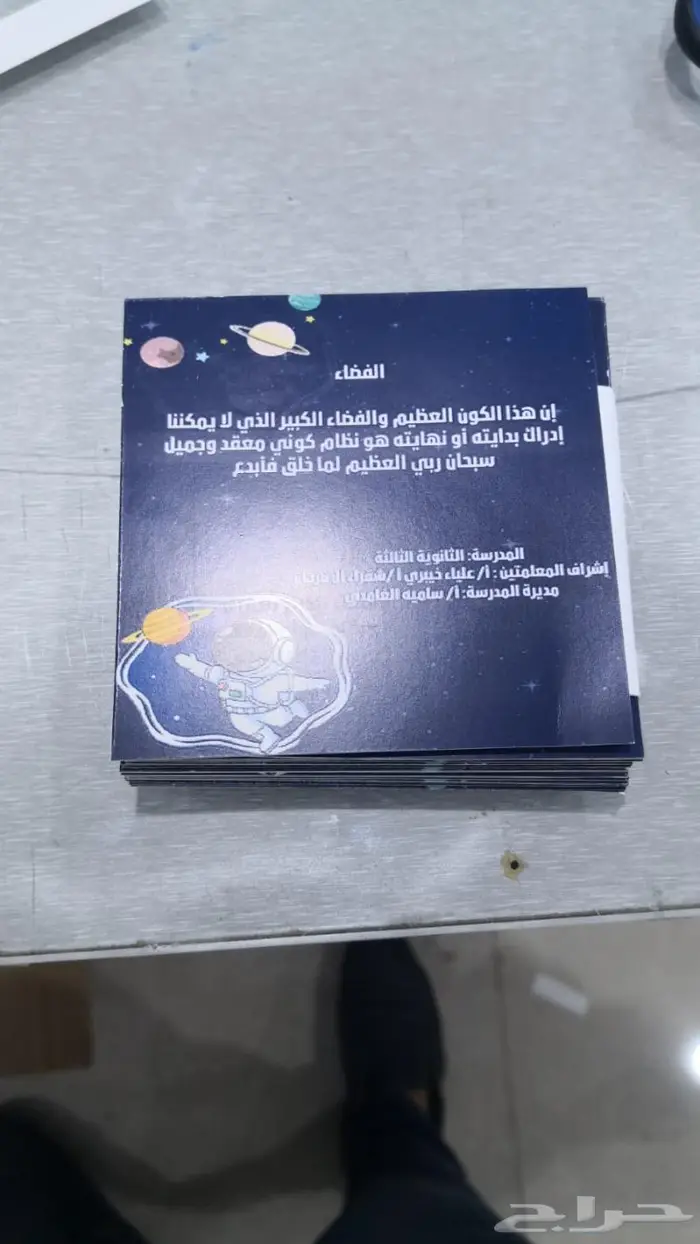 الفضاء
إن هذا الكون العظيم والفضاء الكبير الذي لا يمكننا
إدراك بدايته أو نهايته هو نظام كوني معقد وجميل
سبحان ربي العظيم لما خلق فأبدع
المدرسة: الثانوية الثالثة
إشراف المعلمتين : أ/ علياء خيبري أ /شقراء
مديرة المدرسة: أ/ ساميه الغامدي
حراج